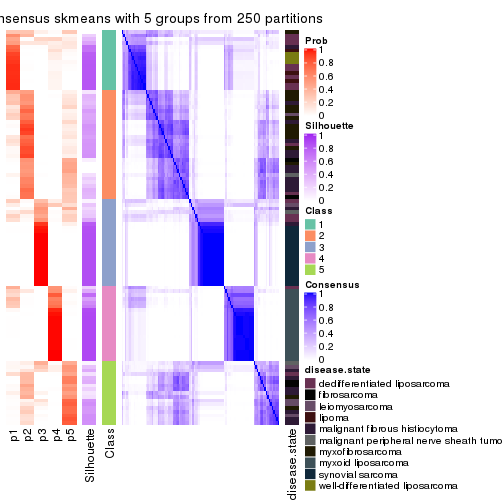 nsensus skmeans with 5 groups from 250 partitions
Prob
1
0.8
0.6
0.4
0.2
0
Silhouette
1
0.8
0.6
0.4
0.2
0
Class
1
2
3
4
5
Consensus
1
0.8
0.6
0.4
0.2
0
disease.state
dedifferentiated liposarcoma
fibrosarcoma
leiomyosarcoma
lipoma
malignant fibrous histiocytoma
malignant peripheral nerve sheath tumo
myxofibrosarcoma
myxoid liposarcoma
synovial sarcoma
well-differentiated liposarcoma
p1
p2
p3
p4
p5
Silhouette
Class
disease.state